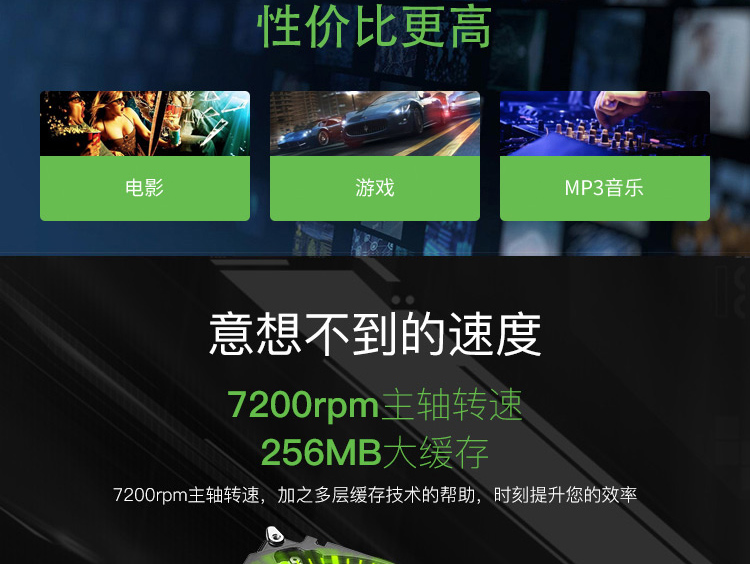 性价比更高
电影
游戏
MP3音乐
意想不到的速度
7200rpm主轴转速
256MB大缓存
7200rpm主轴转速，加之多层缓存技术的帮助，时刻提升您的效率